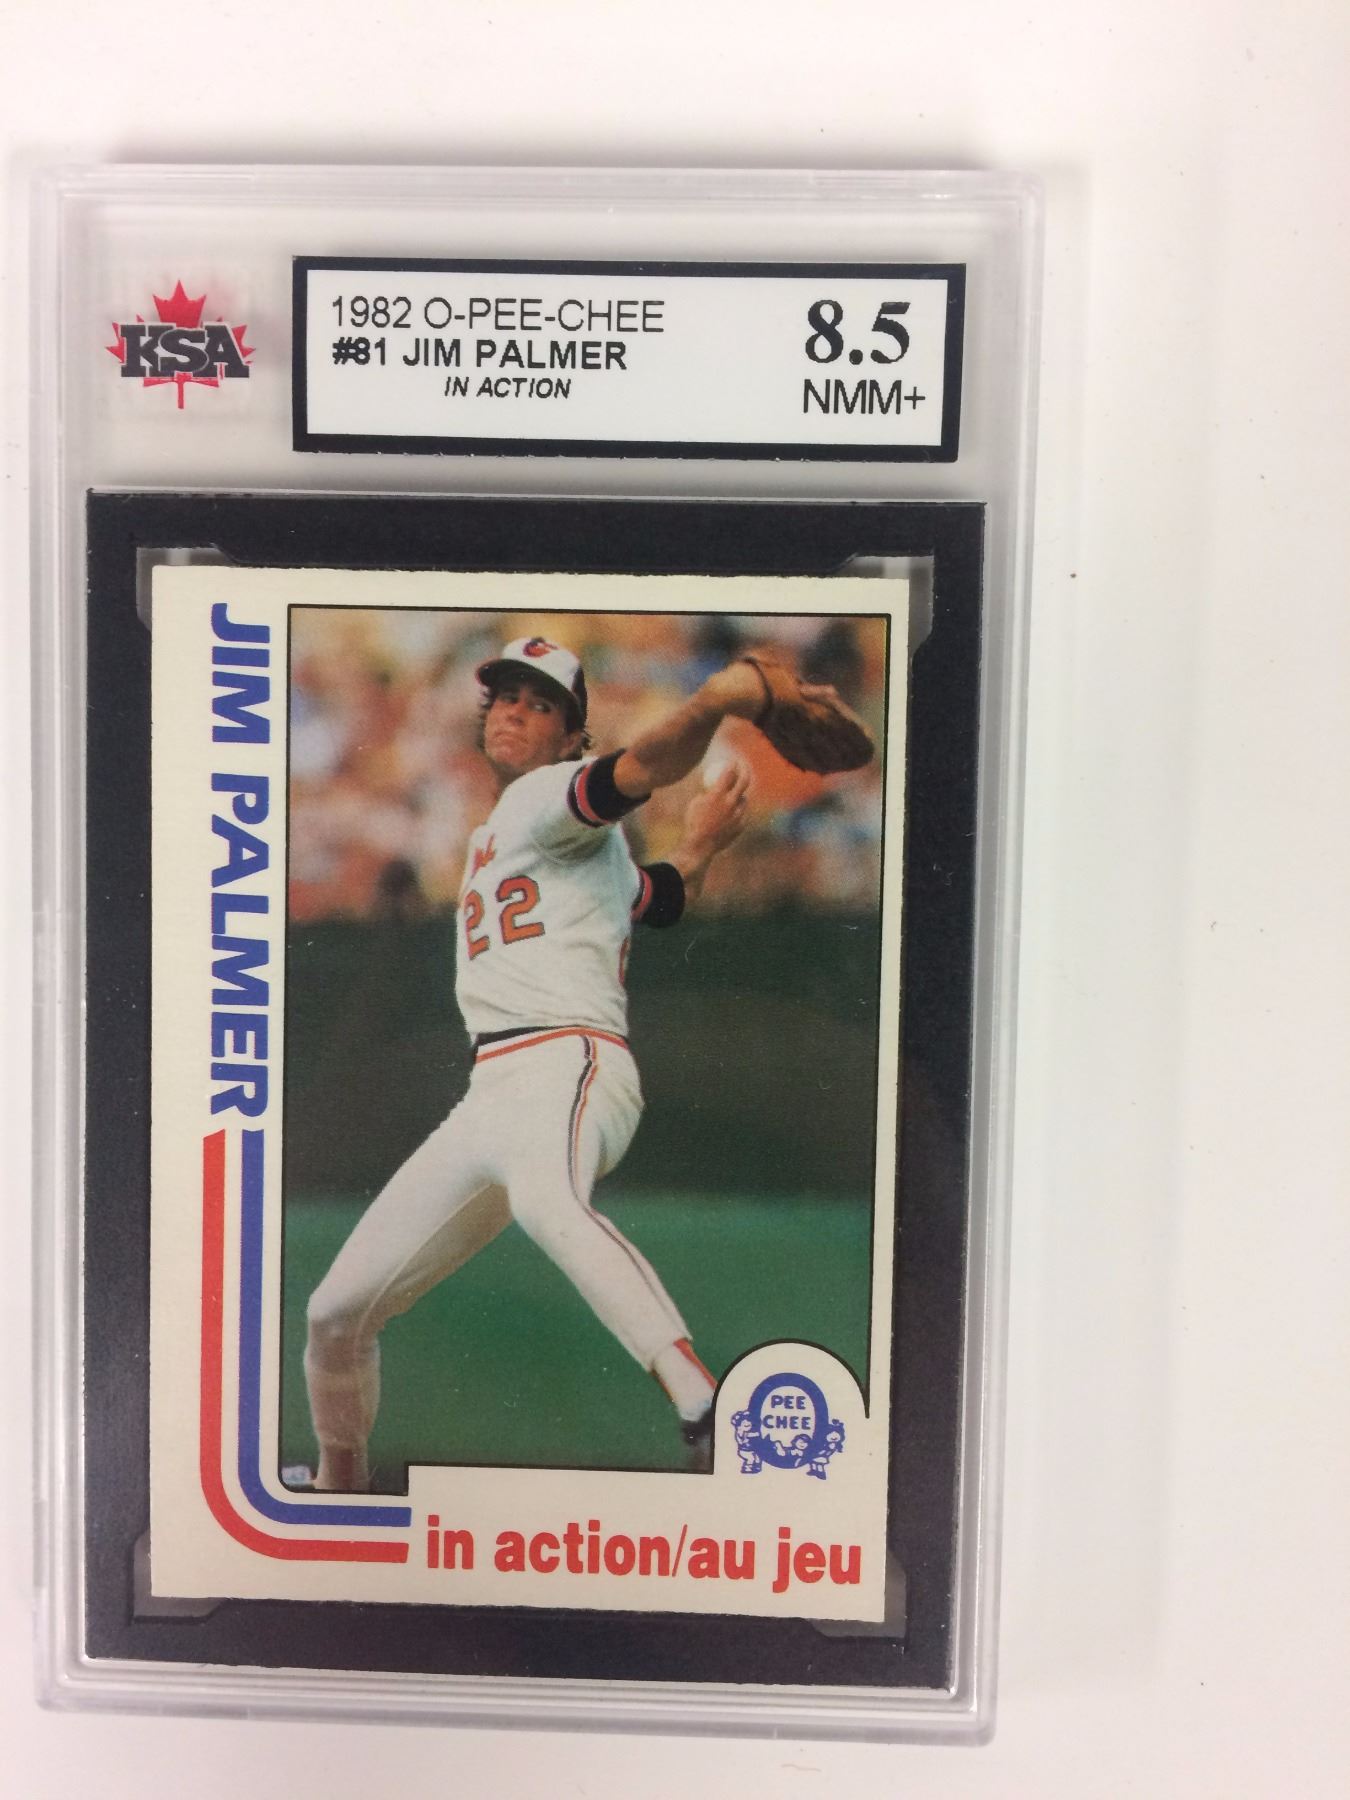 KSA
1982 O-PEE-CHEE
#81 JIM PALMER
IN ACTION
8.5
NMM+
JIM PALMER
22
PEE
CHEE
in action/au jeu